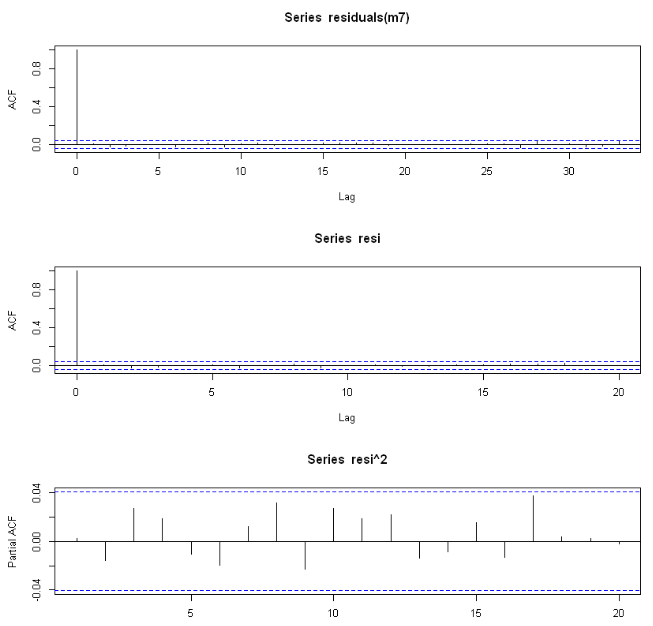 Series residuals(m7)
ACF
0.8
0.4
0.0
0 5 10 15 20 25 30
Lag
Series resi
ACF
0.8
0.4
0.0
0 5 10 15 20
Lag
Series resi^2
Partial ACF
0.04
0.00
-0.04
5 10 15 20